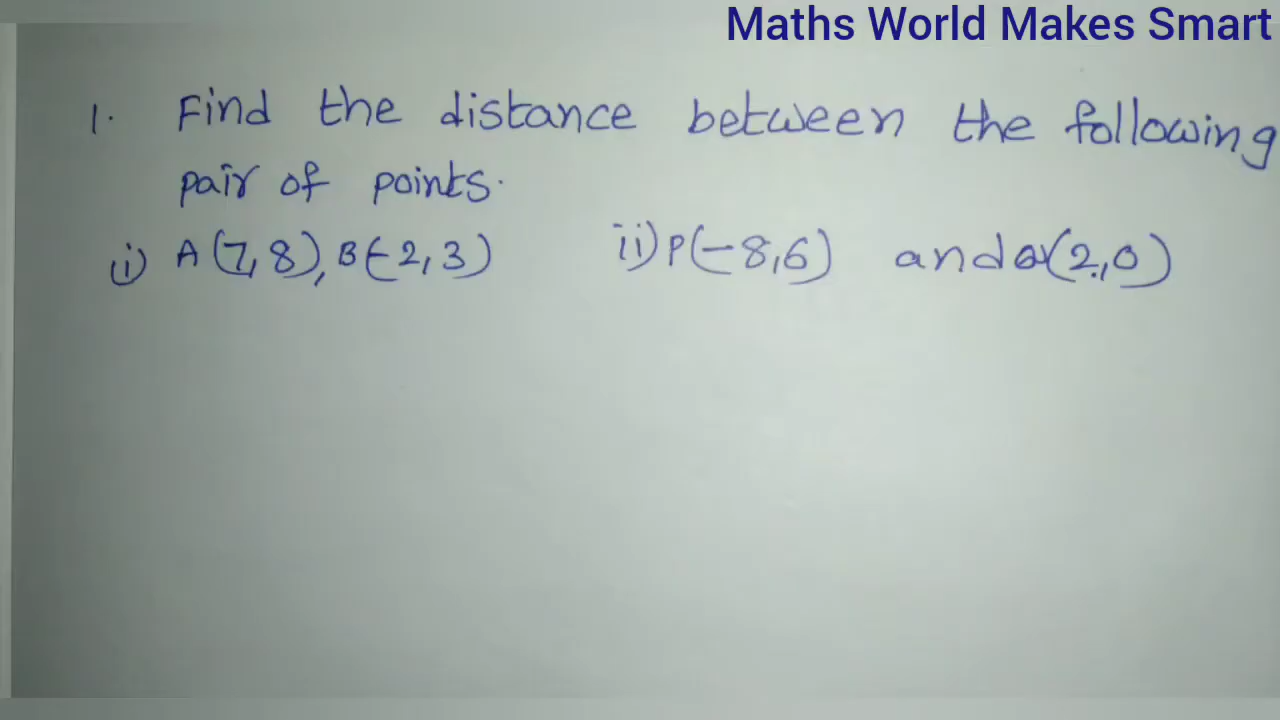 Maths World Makes Smart
1. Find the distance between the following
pair of points.
(i) A(7,8), B(-2,3) ii) P(-8,6) and Q(2,0)